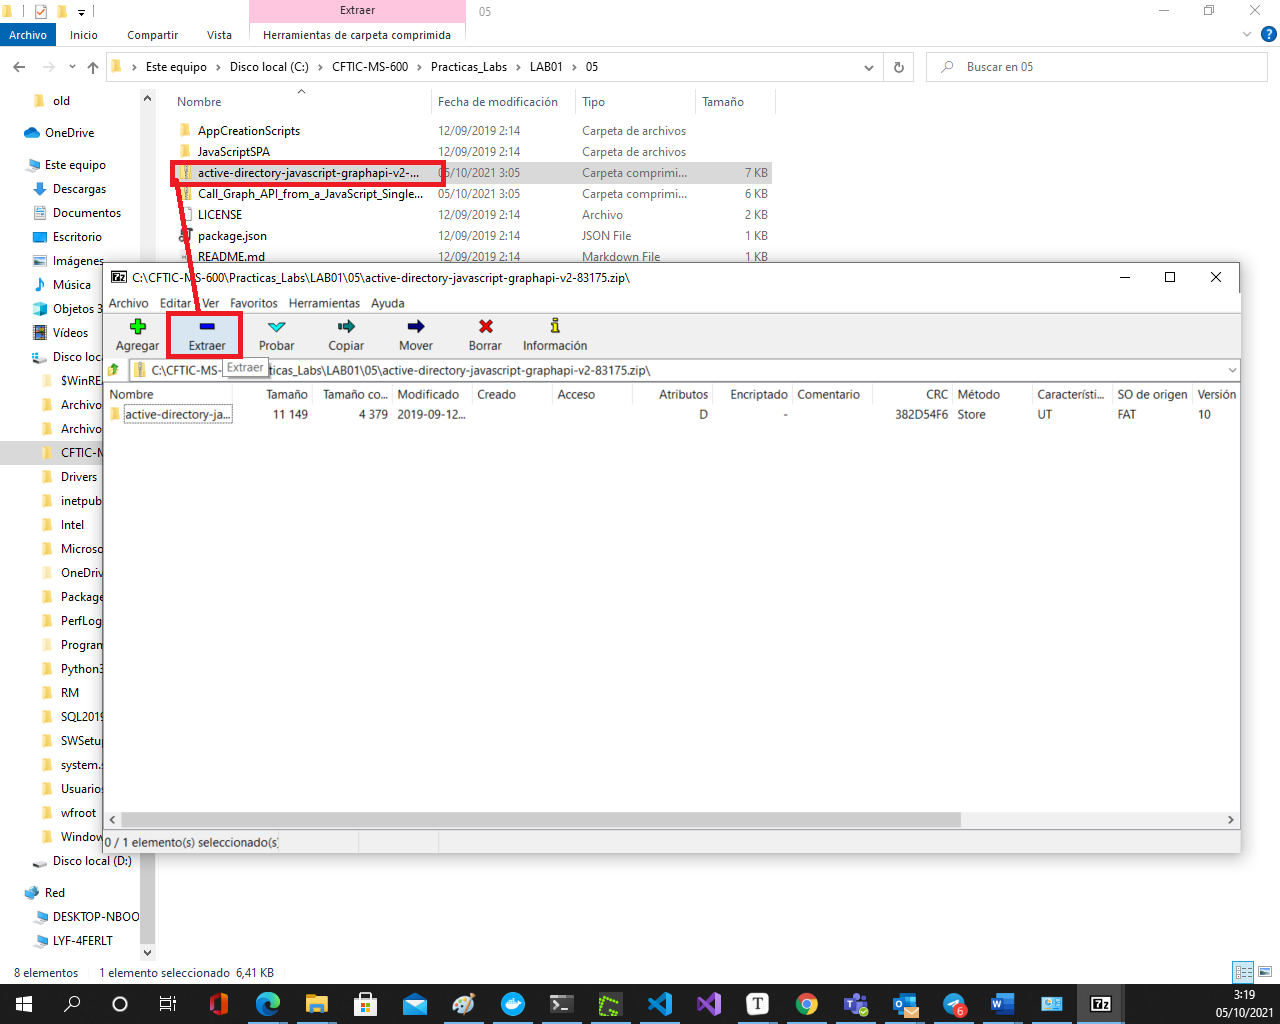 Extraer
05
Archivo Inicio Compartir Vista Herramientas de carpeta comprimida
Este equipo > Disco local (C:) > CFTIC-MS-600 > Practicas_Labs > LAB01 > 05
Buscar en 05
Nombre Fecha de modificación Tipo Tamaño
AppCreationScripts 12/09/2019 2:14 Carpeta de archivos
JavaScriptSPA 12/09/2019 2:14 Carpeta de archivos
active-directory-javascript-graphapi-v2-... 05/10/2021 3:05 Carpeta comprimi... 7 KB
Call_Graph_API_from_a_JavaScript_Single... 05/10/2021 3:05 Carpeta comprimi... 6 KB
LICENSE 12/09/2019 2:14 Archivo 2 KB
package.json 12/09/2019 2:14 JSON File 1 KB
README.md 12/09/2019 2:14 Markdown File 1 KB
old
OneDrive
Este equipo
Descargas
Documentos
Escritorio
Imágenes
Música
Objetos 3
Vídeos
Disco loc
$WinRE
Archivo
Archivo
CFTIC-M
Drivers
inetpub
Intel
Microso
OneDriv
Package
PerfLog
Program
Python3
RM
SQL2019
SWSetu
system.s
Usuarios
wfroot
Window
Disco local (D:)
Red
DESKTOP-NBOO
LYF-4FERLT
7z C:\CFTIC-MS-600\Practicas_Labs\LAB01\05\active-directory-javascript-graphapi-v2-83175.zip\
Archivo Editar Ver Favoritos Herramientas Ayuda
Agregar Extraer Probar Copiar Mover Borrar Información
Extraer
C:\CFTIC-MS- ticas_Labs\LAB01\05\active-directory-javascript-graphapi-v2-83175.zip\
Nombre Tamaño Tamaño co... Modificado Creado Acceso Atributos Encriptado Comentario CRC Método Característi... SO de origen Versión
active-directory-ja... 11 149 4 379 2019-09-12... D - 382D54F6 Store UT FAT 10
0 / 1 elemento(s) seleccionado(s)
8 elementos 1 elemento seleccionado 6,41 KB
T 6 7z
3:19
05/10/2021